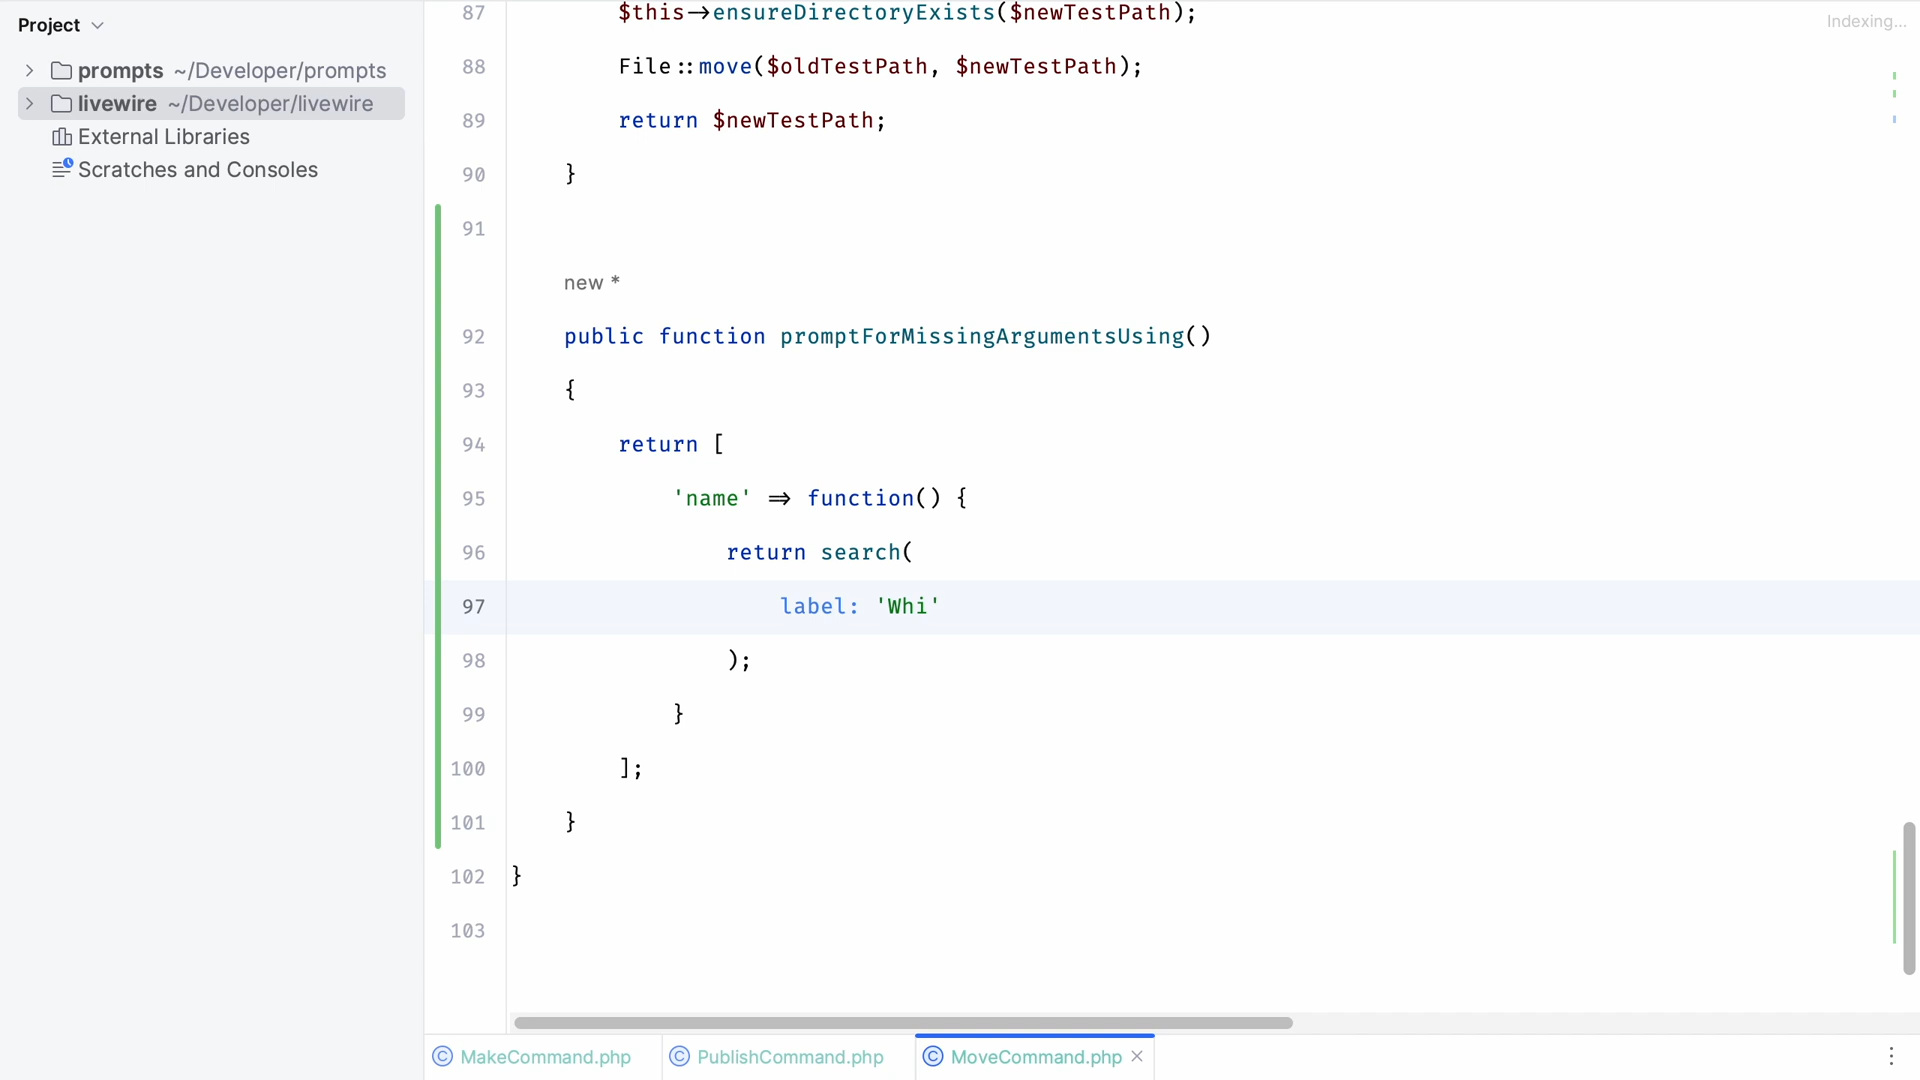 Project
prompts ~/Developer/prompts
livewire ~/Developer/livewire
External Libraries
Scratches and Consoles
Indexing...
87 $this→ensureDirectoryExists($newTestPath);
88 File::move($oldTestPath, $newTestPath);
89 return $newTestPath;
90 }
91
new *
92 public function promptForMissingArgumentsUsing()
93 {
94 return [
95 'name' ⇒ function() {
96 return search(
97 label: 'Whi'
98 );
99 }
100 ];
101 }
102 }
103
MakeCommand.php
PublishCommand.php
MoveCommand.php